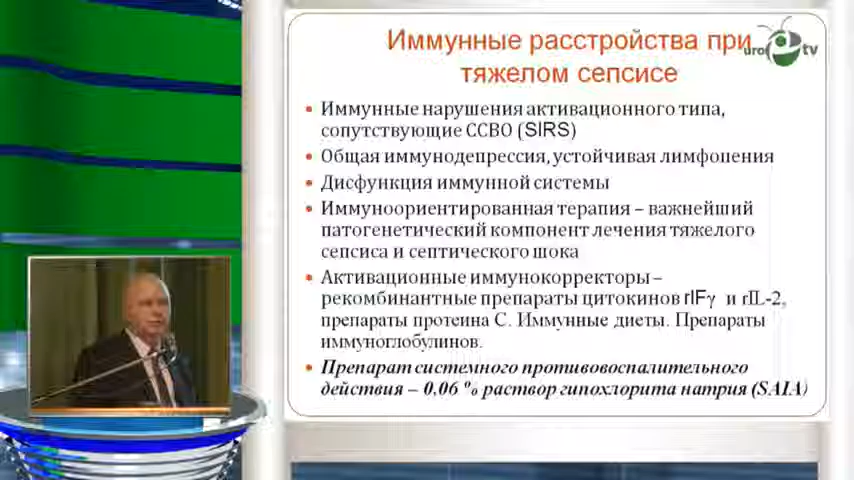 Иммунные расстройства при
тяжелом сепсисе
uro tv
• Иммунные нарушения активационного типа,
сопутствующие ССВО (SIRS)
• Общая иммунодепрессия, устойчивая лимфопения
• Дисфункция иммунной системы
• Иммуноориентированная терапия – важнейший
патогенетический компонент лечения тяжелого
сепсиса и септического шока
• Активационные иммунокорректоры –
рекомбинантные препараты цитокинов rIFγ и rIL-2,
препараты протеина С. Иммунные диеты. Препараты
иммуноглобулинов.
• Препарат системного противовоспалительного
действия – 0,06 % раствор гипохлорита натрия (SAIA)